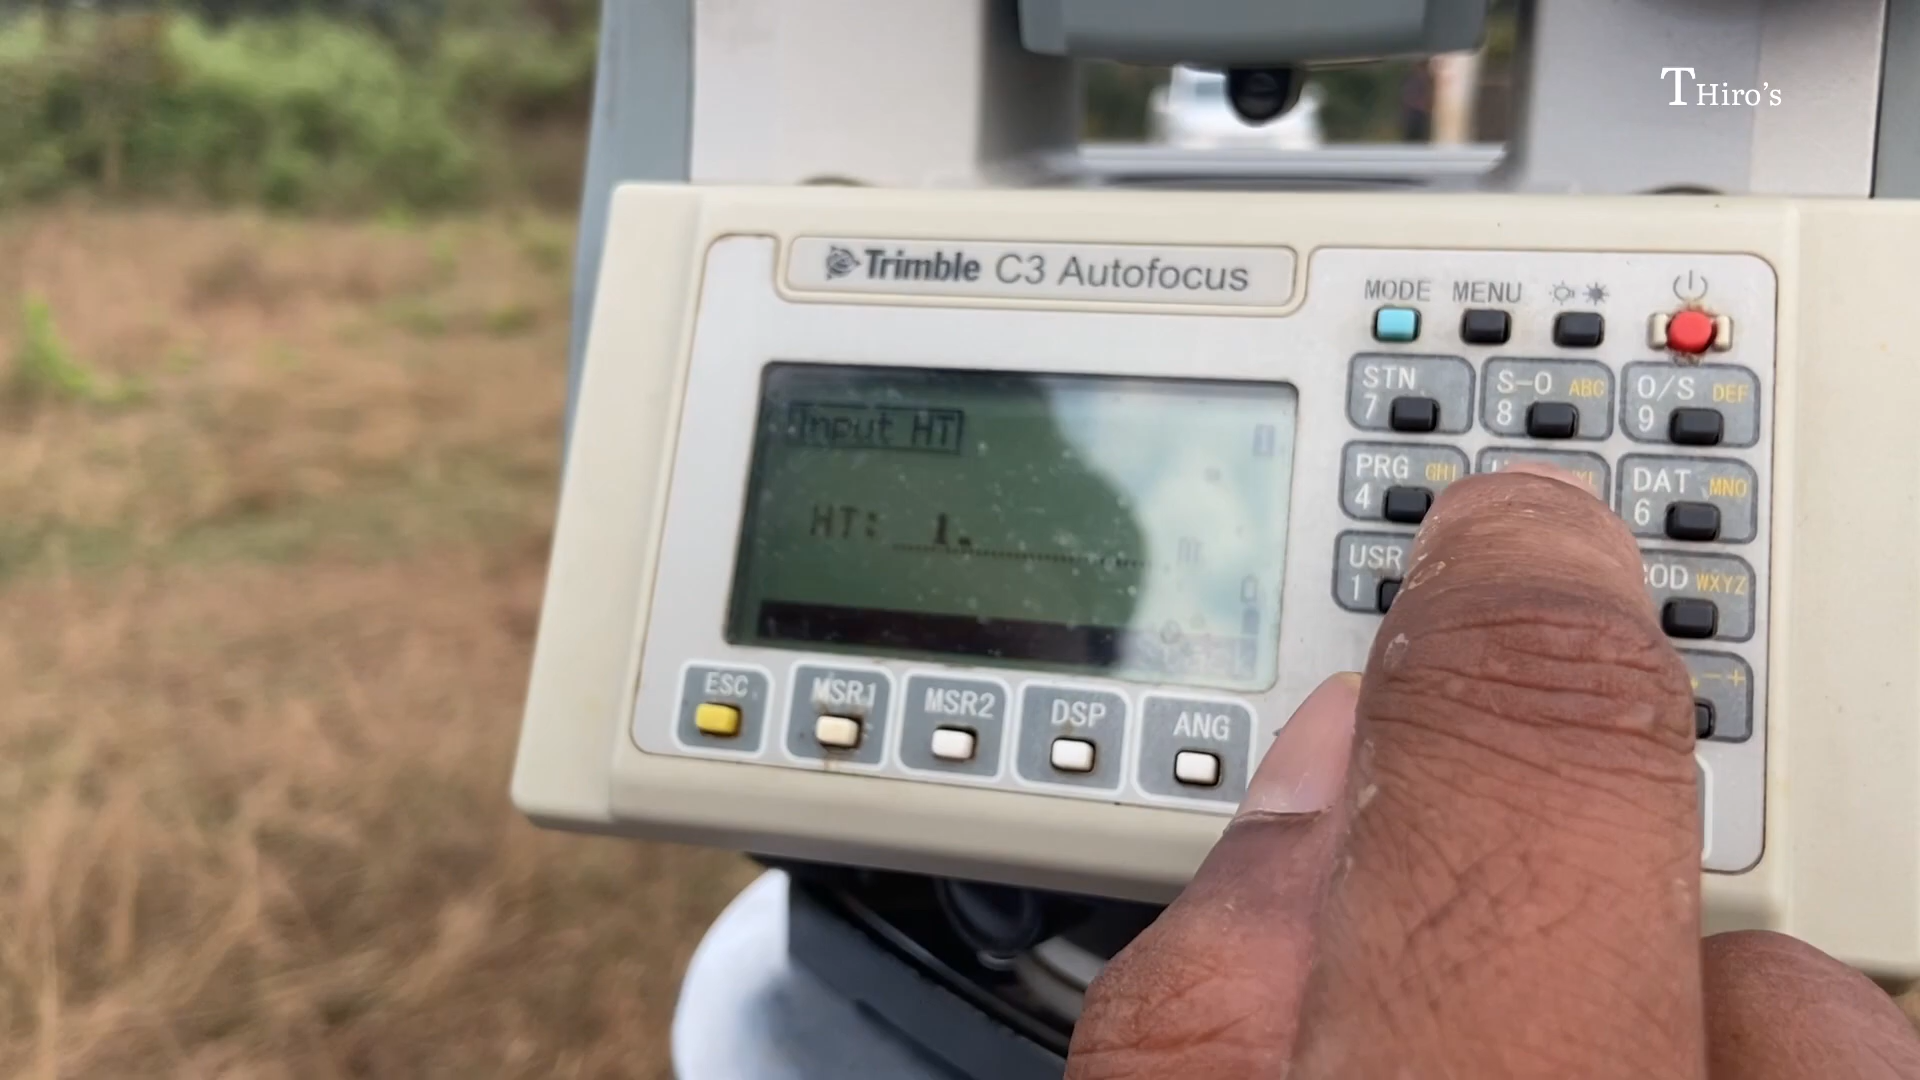 THiro's
Trimble C3 Autofocus
MODE MENU
STN 7
S-O ABC 8
O/S DEF 9
Input HT
PRG GHI 4
DAT MNO 6
HT: 1. m
USR 1
COD WXYZ
-+
ESC MSR1 MSR2 DSP ANG